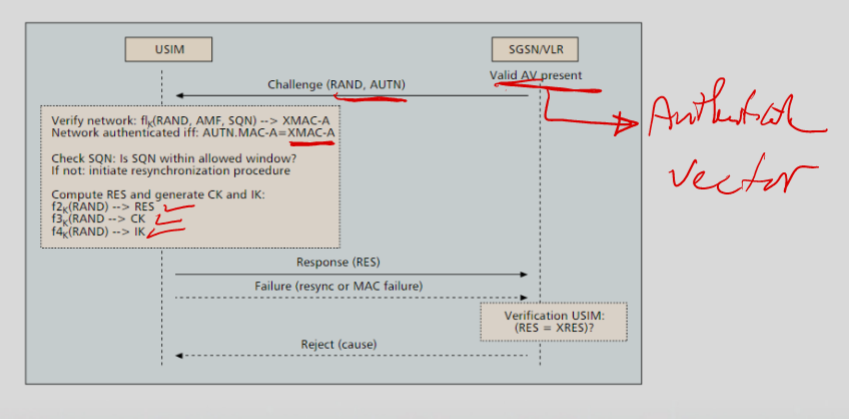 USIM
SGSN/VLR
Valid AV present
Challenge (RAND, AUTN)
Verify network: fl_K(RAND, AMF, SQN) --> XMAC-A
Network authenticated iff: AUTN.MAC-A=XMAC-A
Check SQN: Is SQN within allowed window?
If not: initiate resynchronization procedure
Compute RES and generate CK and IK:
f2_K(RAND) --> RES
f3_K(RAND --> CK
f4_K(RAND) --> IK
Response (RES)
Failure (resync or MAC failure)
Verification USIM:
(RES = XRES)?
Reject (cause)
vector